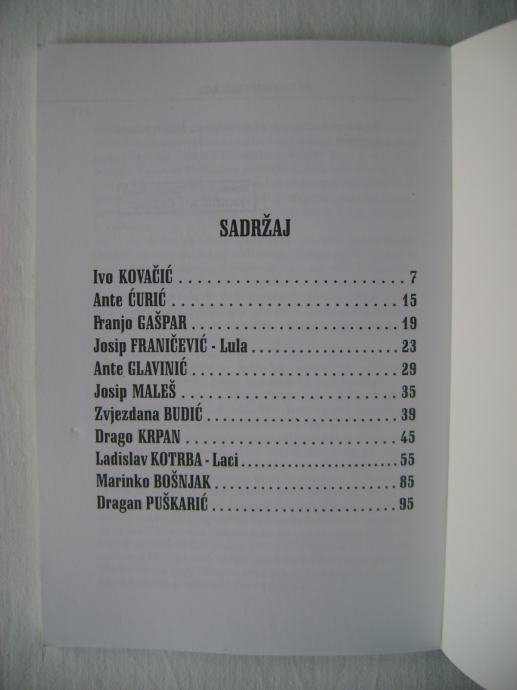 SADRŽAJ
Ivo KOVAČIĆ . . . . . . . . . . . . . . . . . . . . . . . . . 7
Ante ĆURIĆ . . . . . . . . . . . . . . . . . . . . . . . . . 15
Franjo GAŠPAR . . . . . . . . . . . . . . . . . . . . . . . 19
Josip FRANIČEVIĆ - Lula . . . . . . . . . . . . . . . . 23
Ante GLAVINIĆ . . . . . . . . . . . . . . . . . . . . . . . 29
Josip MALEŠ . . . . . . . . . . . . . . . . . . . . . . . . 35
Zvjezdana BUDIĆ . . . . . . . . . . . . . . . . . . . . . 39
Drago KRPAN . . . . . . . . . . . . . . . . . . . . . . . . 45
Ladislav KOTRBA - Laci . . . . . . . . . . . . . . . . . 55
Marinko BOŠNJAK . . . . . . . . . . . . . . . . . . . . 85
Dragan PUŠKARIĆ . . . . . . . . . . . . . . . . . . . . 95